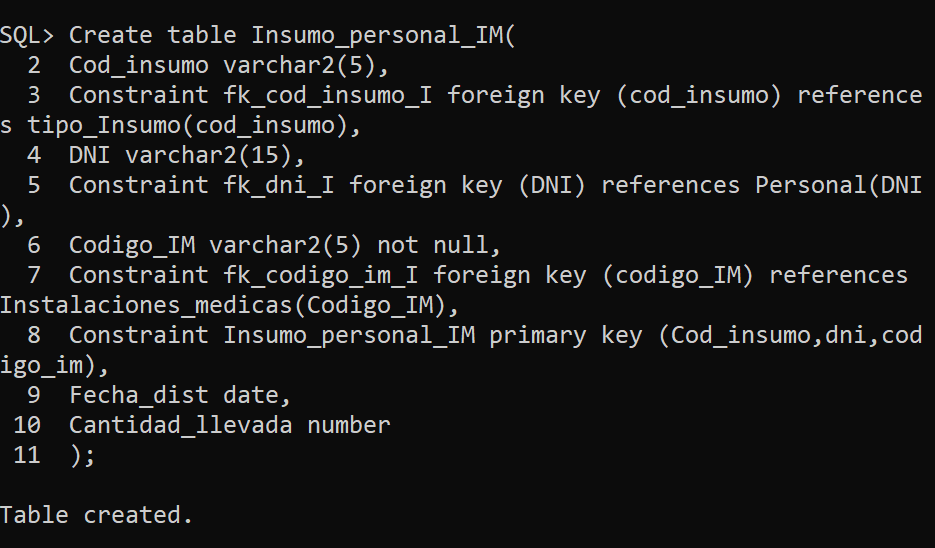 SQL> Create table Insumo_personal_IM(
  2  Cod_insumo varchar2(5),
  3  Constraint fk_cod_insumo_I foreign key (cod_insumo) reference
s tipo_Insumo(cod_insumo),
  4  DNI varchar2(15),
  5  Constraint fk_dni_I foreign key (DNI) references Personal(DNI
),
  6  Codigo_IM varchar2(5) not null,
  7  Constraint fk_codigo_im_I foreign key (codigo_IM) references
Instalaciones_medicas(Codigo_IM),
  8  Constraint Insumo_personal_IM primary key (Cod_insumo,dni,cod
igo_im),
  9  Fecha_dist date,
 10  Cantidad_llevada number
 11  );
Table created.